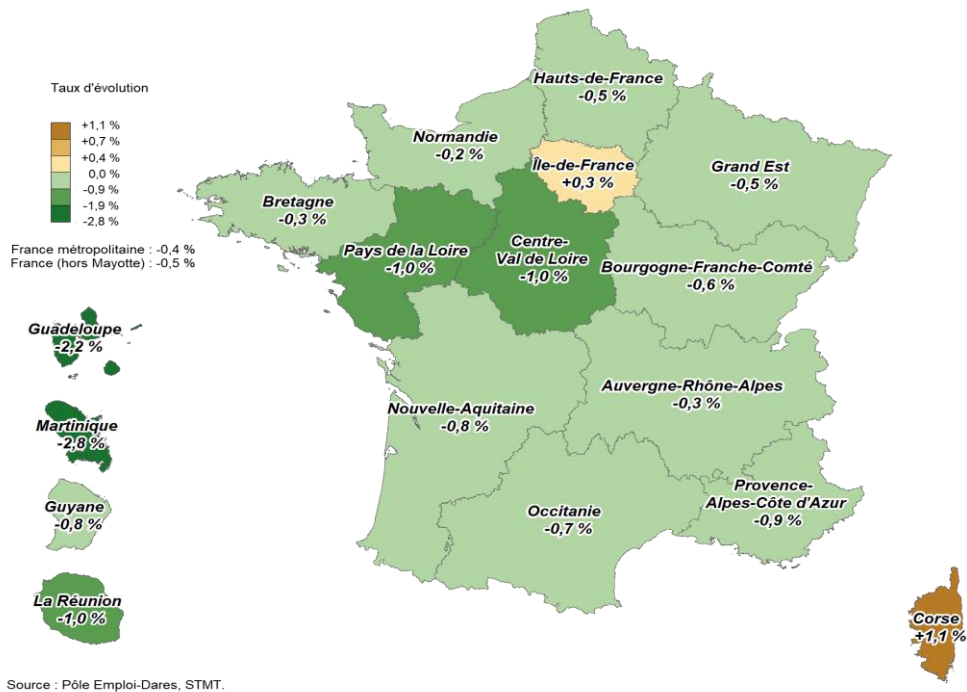 Taux d'évolution
+1,1 %
+0,7 %
+0,4 %
0,0 %
-0,9 %
-1,9 %
-2,8 %
France métropolitaine : -0,4 %
France (hors Mayotte) : -0,5 %
Hauts-de-France
-0,5 %
Normandie
-0,2 %
Île-de-France
+0,3 %
Grand Est
-0,5 %
Bretagne
-0,3 %
Pays de la Loire
-1,0 %
Centre-
Val de Loire
-1,0 %
Bourgogne-Franche-Comté
-0,6 %
Guadeloupe
-2,2 %
Auvergne-Rhône-Alpes
-0,3 %
Nouvelle-Aquitaine
-0,8 %
Martinique
-2,8 %
Provence-
Alpes-Côte d'Azur
-0,9 %
Occitanie
-0,7 %
Guyane
-0,8 %
La Réunion
-1,0 %
Corse
+1,1 %
Source : Pôle Emploi-Dares, STMT.